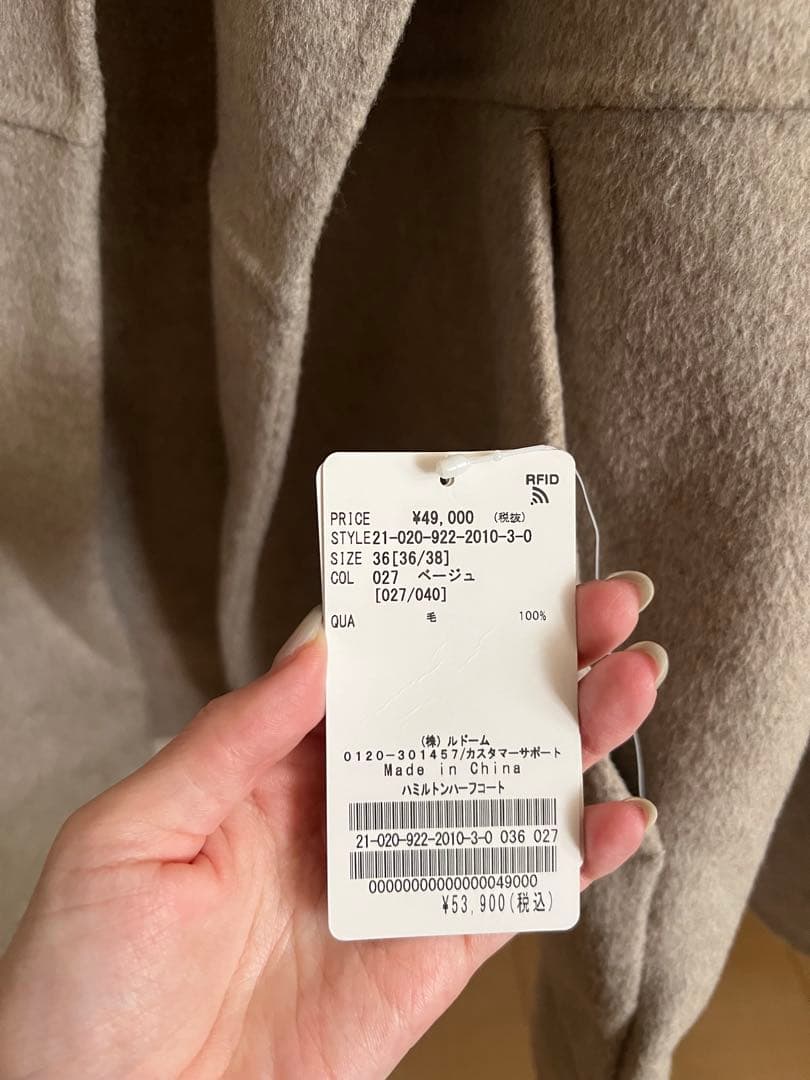 RFID
PRICE ¥49,000 (税抜)
STYLE21-020-922-2010-3-0
SIZE 36[36/38]
COL 027 ベージュ
[027/040]
QUA 毛 100%
(株)ルドーム
0120-301457/カスタマーサポート
Made in China
ハミルトンハーフコート
21-020-922-2010-3-0 036 027
00000000000000049000
¥53,900(税込)